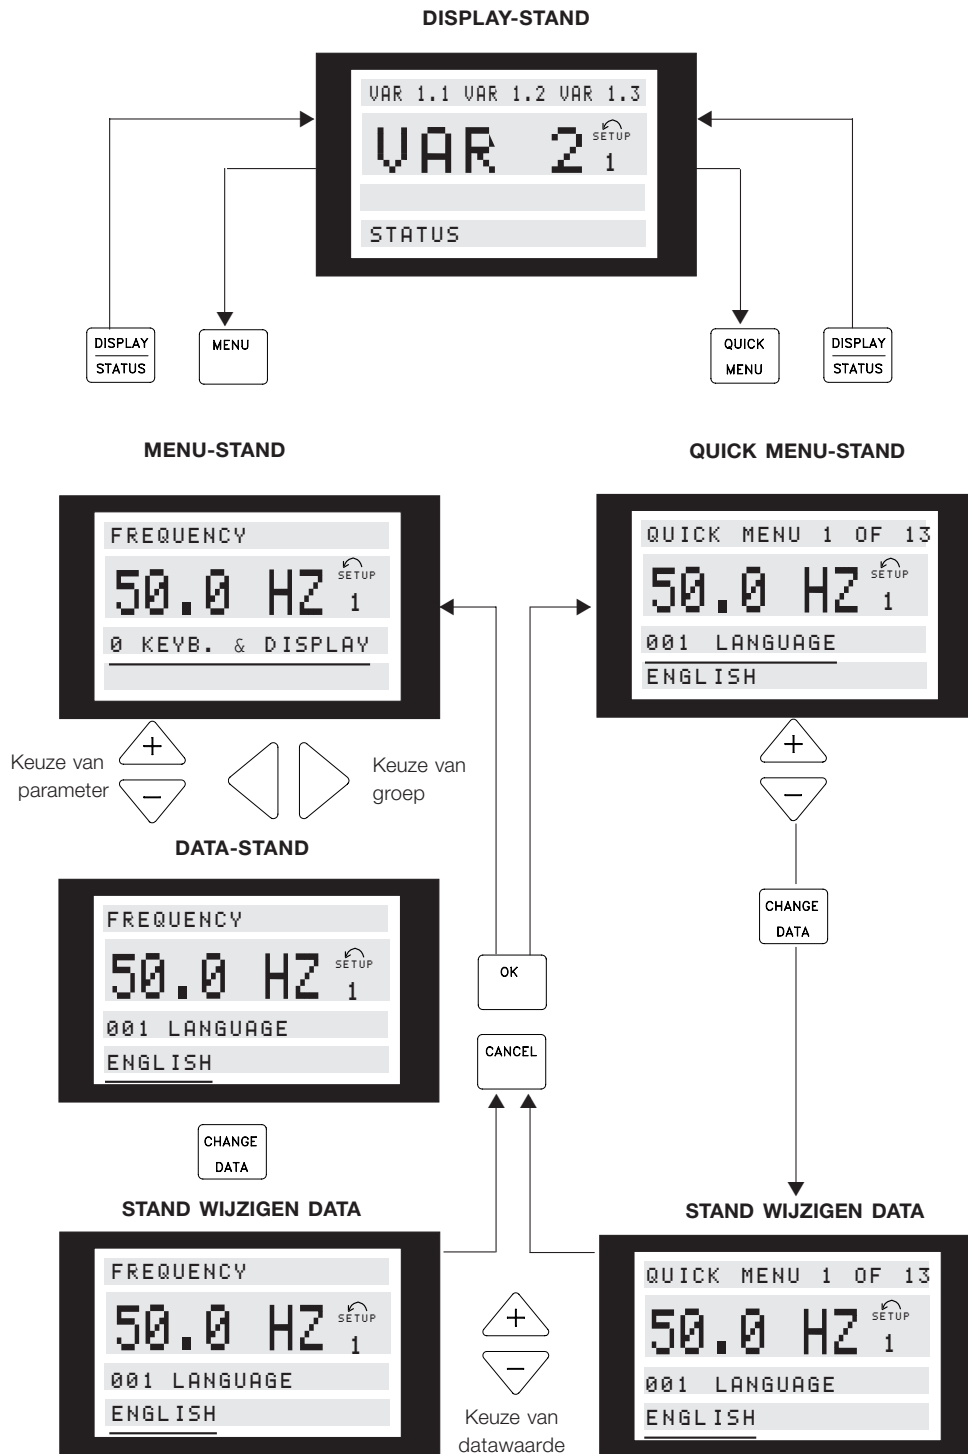 DISPLAY-STAND
VAR 1.1 VAR 1.2 VAR 1.3
VAR 2
SETUP
1
STATUS
DISPLAY
STATUS
MENU
QUICK
MENU
DISPLAY
STATUS
MENU-STAND
FREQUENCY
50.0 HZ
SETUP
1
0 KEYB. & DISPLAY
Keuze van
parameter
+
−
Keuze van
groep
QUICK MENU-STAND
QUICK MENU 1 OF 13
50.0 HZ
SETUP
1
001 LANGUAGE
ENGLISH
+
−
DATA-STAND
FREQUENCY
50.0 HZ
SETUP
1
001 LANGUAGE
ENGLISH
CHANGE
DATA
OK
CANCEL
CHANGE
DATA
STAND WIJZIGEN DATA
FREQUENCY
50.0 HZ
SETUP
1
001 LANGUAGE
ENGLISH
+
−
Keuze van
datawaarde
STAND WIJZIGEN DATA
QUICK MENU 1 OF 13
50.0 HZ
SETUP
1
001 LANGUAGE
ENGLISH